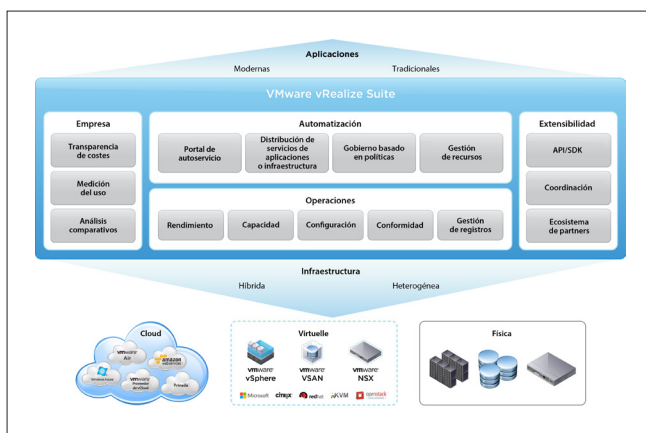 Aplicaciones
Modernas
Tradicionales
VMware vRealize Suite
Empresa
Transparencia
de costes
Medición
del uso
Análisis
comparativos
Automatización
Portal de
autoservicio
Distribución de
servicios de
aplicaciones
o infraestructura
Gobierno basado
en políticas
Gestión
de recursos
Operaciones
Rendimiento
Capacidad
Configuración
Conformidad
Gestión
de registros
Extensibilidad
API/SDK
Coordinación
Ecosistema
de partners
Infraestructura
Híbrida
Heterogénea
Cloud
vmware
Air
amazon
webservices
Windows Azure
vmware
Proveedor
de vCloud
Privada
Virtuelle
vmware
vSphere
vmware
VSAN
vmware
NSX
Microsoft
CITRIX
redhat
KVM
openstack
Física